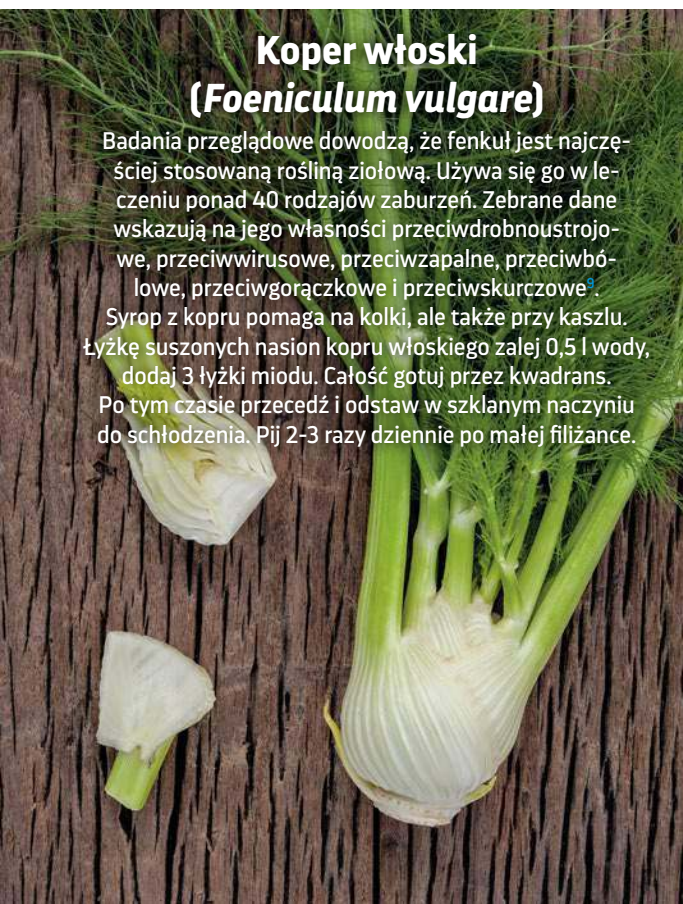 Koper włoski
(Foeniculum vulgare)
Badania przeglądowe dowodzą, że fenkuł jest najczę-
ściej stosowaną rośliną ziołową. Używa się go w le-
czeniu ponad 40 rodzajów zaburzeń. Zebrane dane
wskazują na jego własności przeciwdrobnoustrojo-
we, przeciwwirusowe, przeciwzapalne, przeciwbó-
lowe, przeciwgorączkowe i przeciwskurczowe⁹.
Syrop z kopru pomaga na kolki, ale także przy kaszlu.
Łyżkę suszonych nasion kopru włoskiego zalej 0,5 l wody,
dodaj 3 łyżki miodu. Całość gotuj przez kwadrans.
Po tym czasie przecedź i odstaw w szklanym naczyniu
do schłodzenia. Pij 2-3 razy dziennie po małej filiżance.